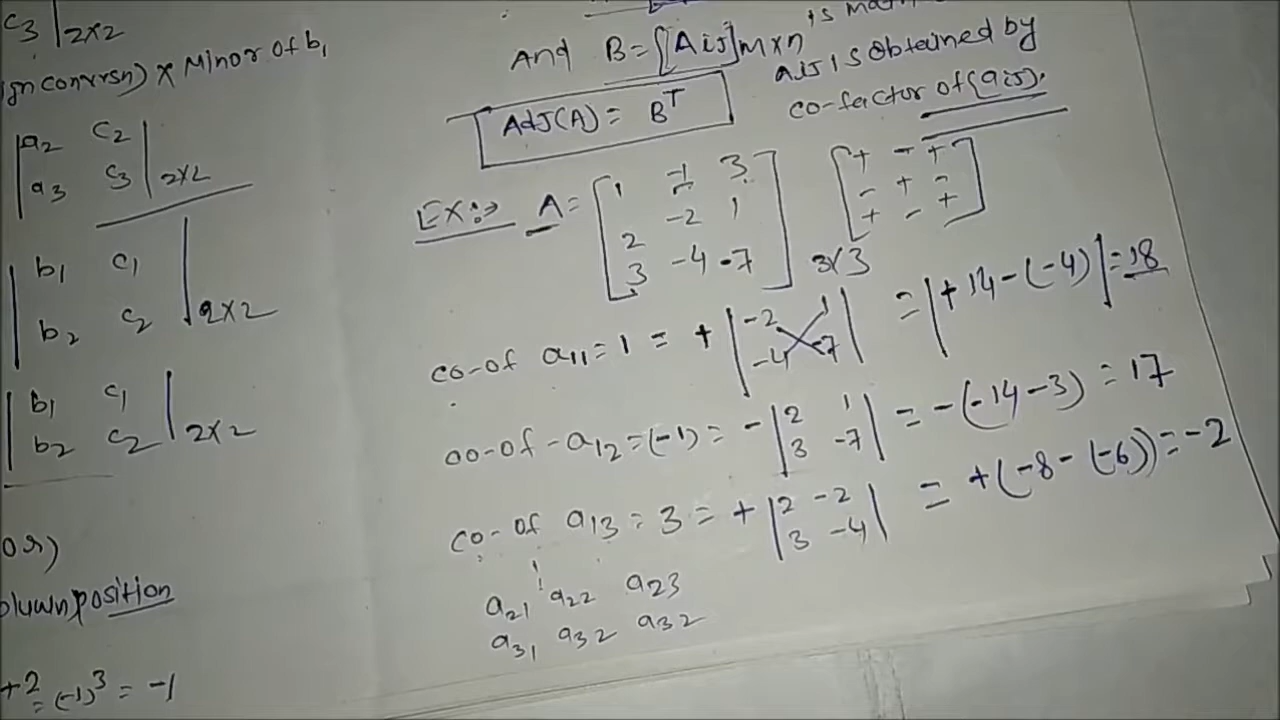 c3 | 2x2
x Minor of b1
| a2 c2 |
| a3 c3 | 2x2
| b1 c1 |
| b2 c2 | 2x2
| b1 c1 |
| b2 c2 | 2x2
or)
position
+2 = (-1)^3 = -1
is
And B = [Aij]mxn
aij is obtained by
co-factor of {aij}.
Adj(A) = B^T
Ex:→ A = [ 1 -1 3 [ + - +
2 -2 1 - + -
3 -4 -7 ] 3x3 + - + ]
co-of a11 = 1 = + | -2 1 | = | +14 - (-4) | = 18
| -4 -7 |
co-of - a12 = (-1) = - | 2 1 | = - (-14 - 3) = 17
| 3 -7 |
co-of a13 = 3 = + | 2 -2 | = + (-8 - (-6)) = -2
| 3 -4 |
a21 a22 a23
a31 a32 a32